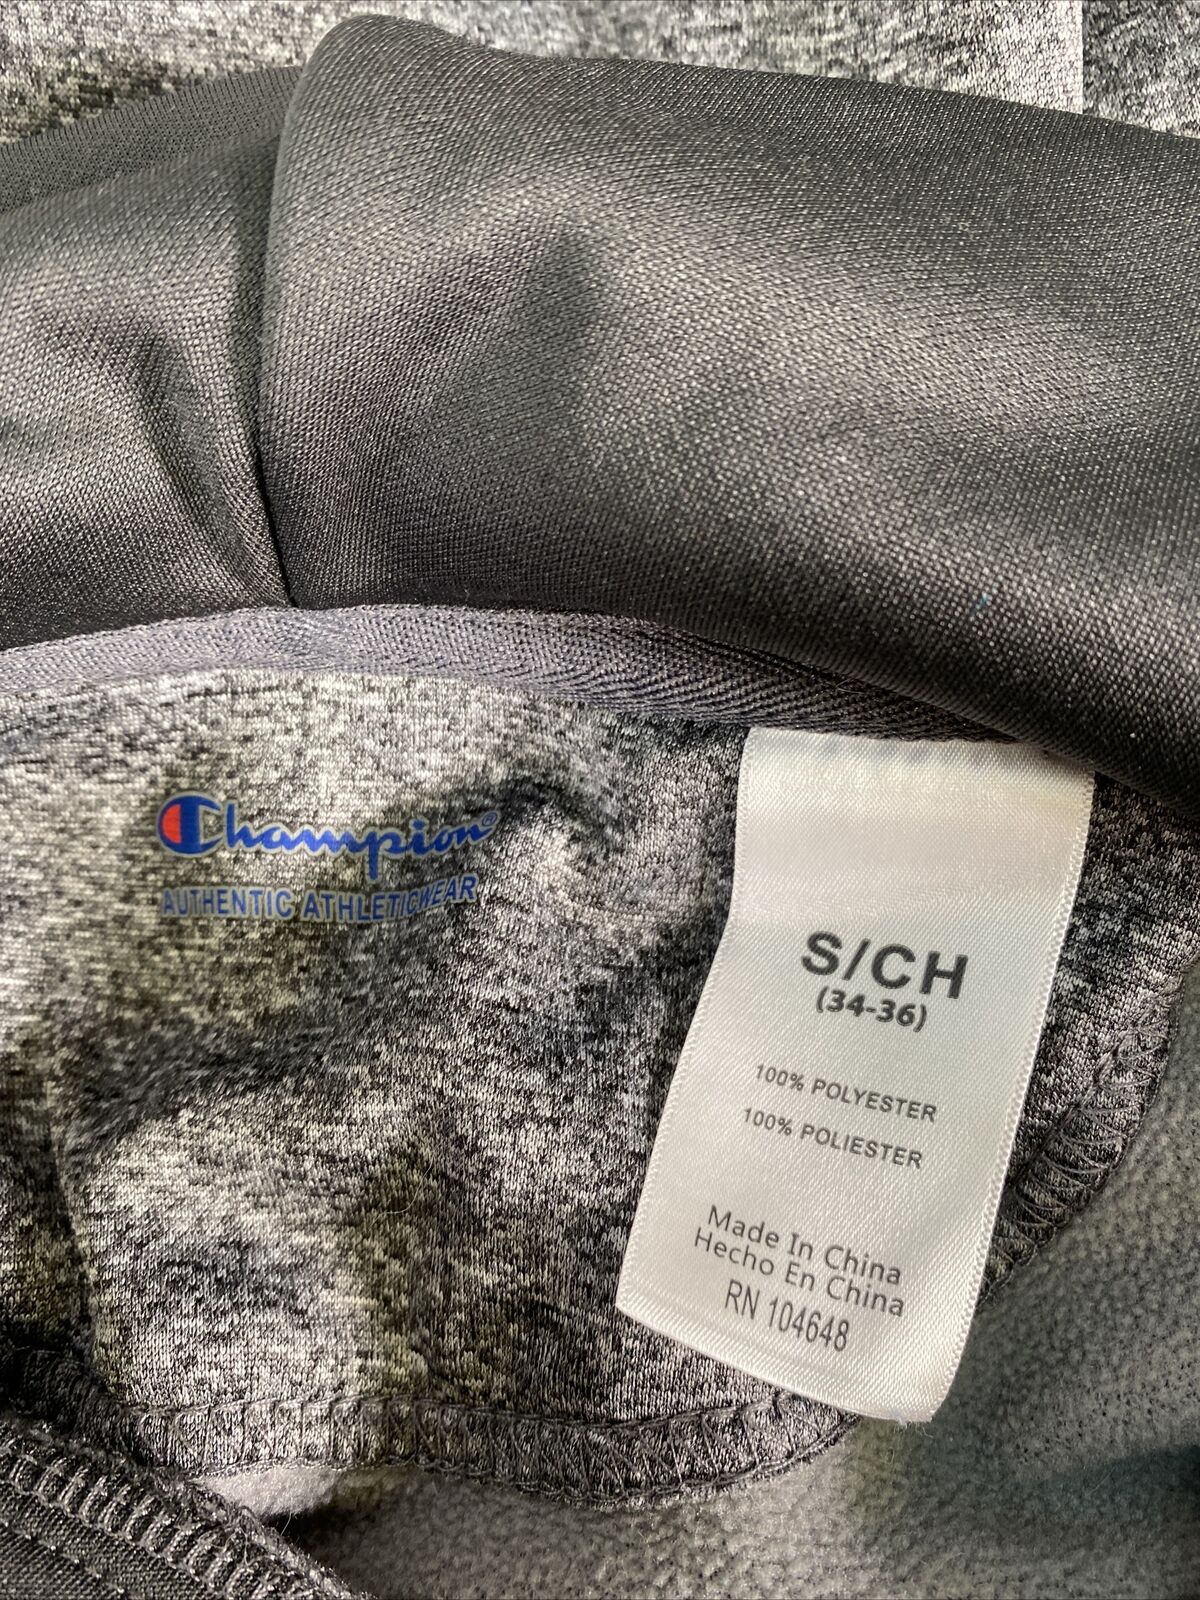 Champion®
AUTHENTIC ATHLETICWEAR
S/CH
(34-36)
100% POLYESTER
100% POLIESTER
Made In China
Hecho En China
RN 104648